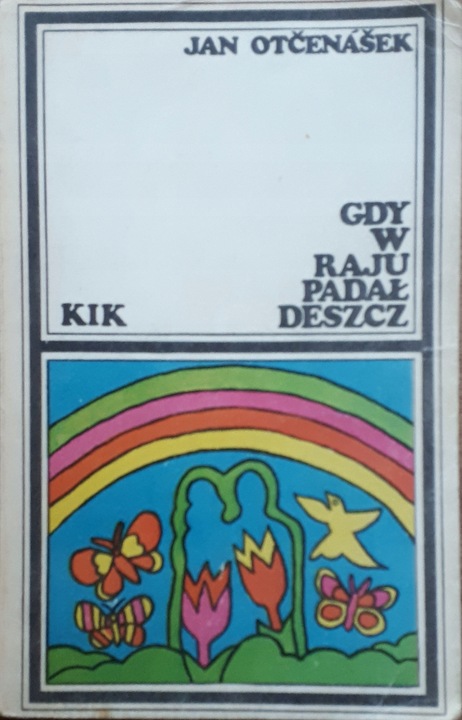 JAN OTČENÁŠEK
GDY
W
RAJU
PADAŁ
DESZCZ
KIK